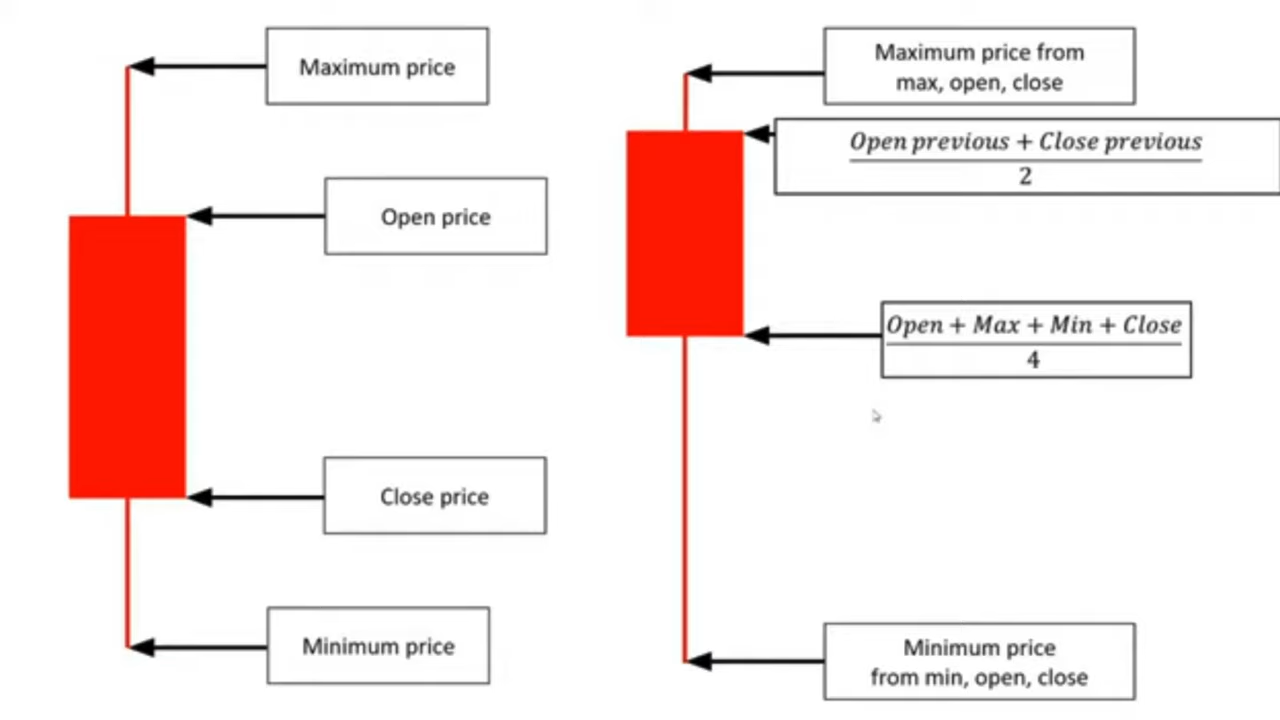 Maximum price
Open price
Close price
Minimum price
Maximum price from
max, open, close
Open previous + Close previous
2
Open + Max + Min + Close
4
Minimum price
from min, open, close